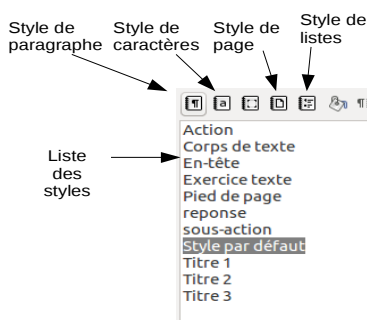 Style de paragraphe
Style de caractères
Style de page
Style de listes
Liste des styles
Action
Corps de texte
En-tête
Exercice texte
Pied de page
reponse
sous-action
Style par défaut
Titre 1
Titre 2
Titre 3